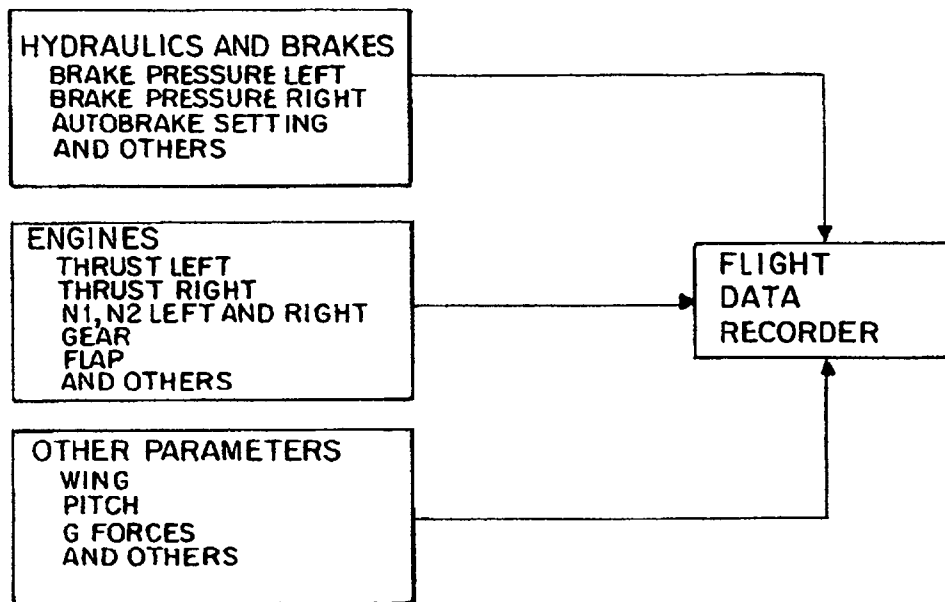 HYDRAULICS AND BRAKES
BRAKE PRESSURE LEFT
BRAKE PRESSURE RIGHT
AUTOBRAKE SETTING
AND OTHERS
ENGINES
THRUST LEFT
THRUST RIGHT
N1, N2 LEFT AND RIGHT
GEAR
FLAP
AND OTHERS
OTHER PARAMETERS
WING
PITCH
G FORCES
AND OTHERS
FLIGHT
DATA
RECORDER